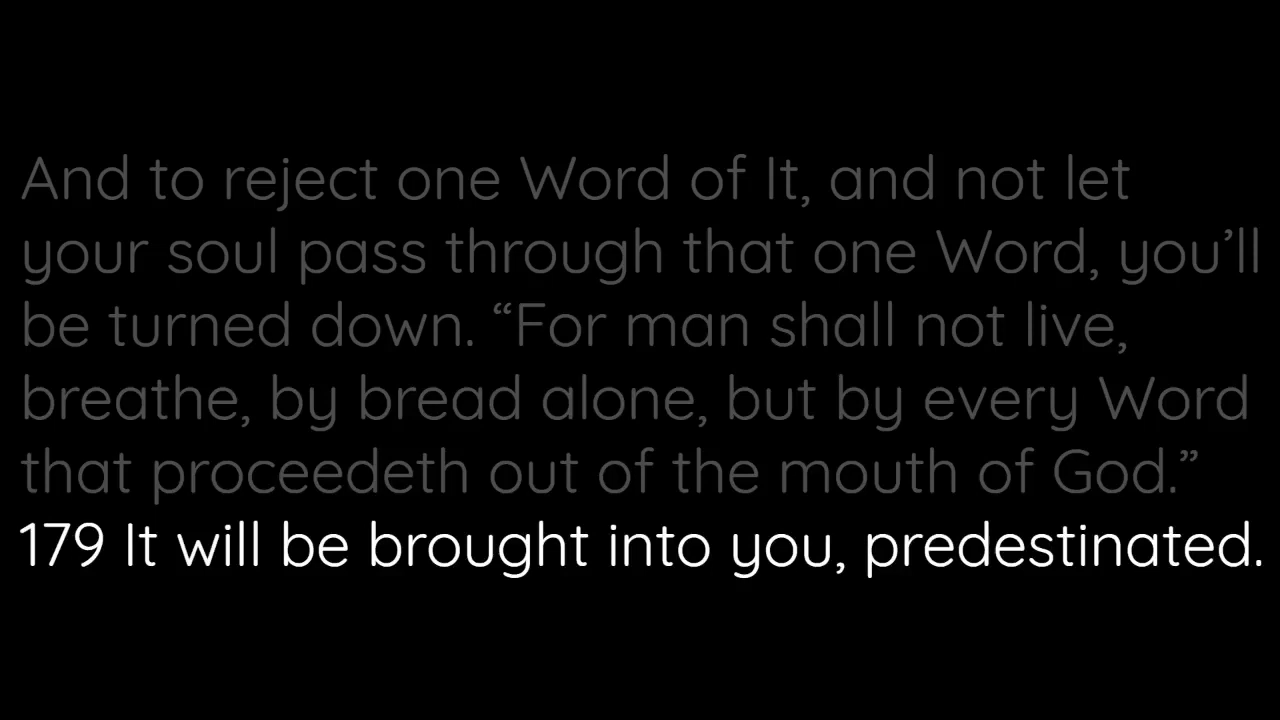 And to reject one Word of It, and not let
your soul pass through that one Word, you’ll
be turned down. “For man shall not live,
breathe, by bread alone, but by every Word
that proceedeth out of the mouth of God.”
179 It will be brought into you, predestinated.